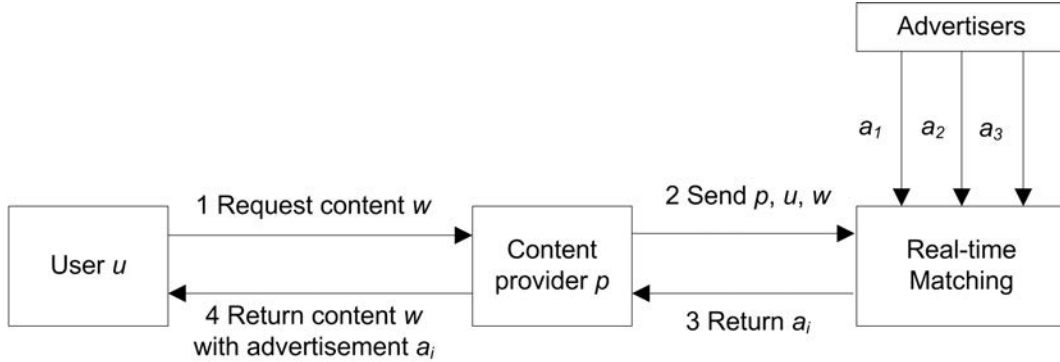 Advertisers
a1
a2
a3
1 Request content w
2 Send p, u, w
User u
Content
provider p
Real-time
Matching
4 Return content w
with advertisement ai
3 Return ai